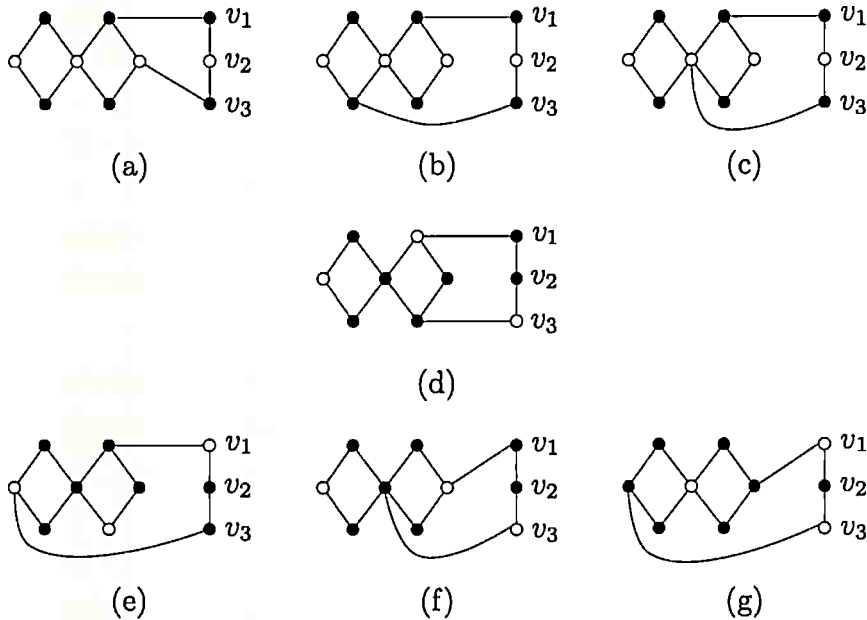 v₁ v₁ v₁
v₂ v₂ v₂
v₃ v₃ v₃
(a) (b) (c)
v₁
v₂
v₃
(d)
v₁ v₁ v₁
v₂ v₂ v₂
v₃ v₃ v₃
(e) (f) (g)